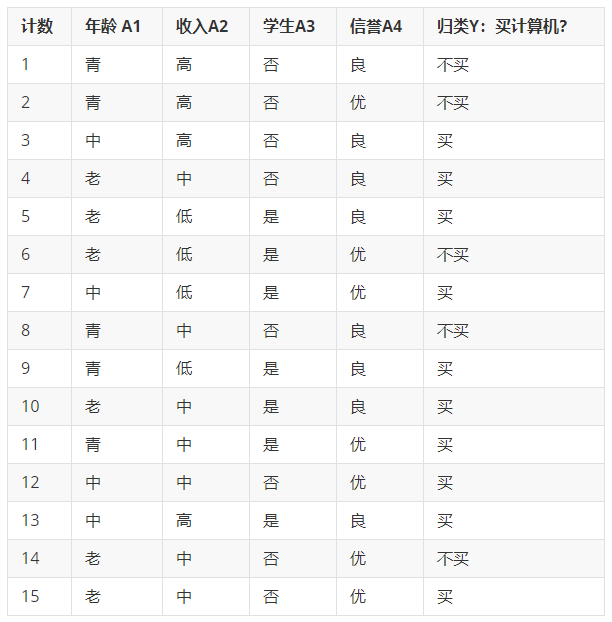 计数 年龄 A1 收入A2 学生A3 信誉A4 归类Y：买计算机？
1 青 高 否 良 不买
2 青 高 否 优 不买
3 中 高 否 良 买
4 老 中 否 良 买
5 老 低 是 良 买
6 老 低 是 优 不买
7 中 低 是 优 买
8 青 中 否 良 不买
9 青 低 是 良 买
10 老 中 是 良 买
11 青 中 是 优 买
12 中 中 否 优 买
13 中 高 是 良 买
14 老 中 否 优 不买
15 老 中 否 优 买